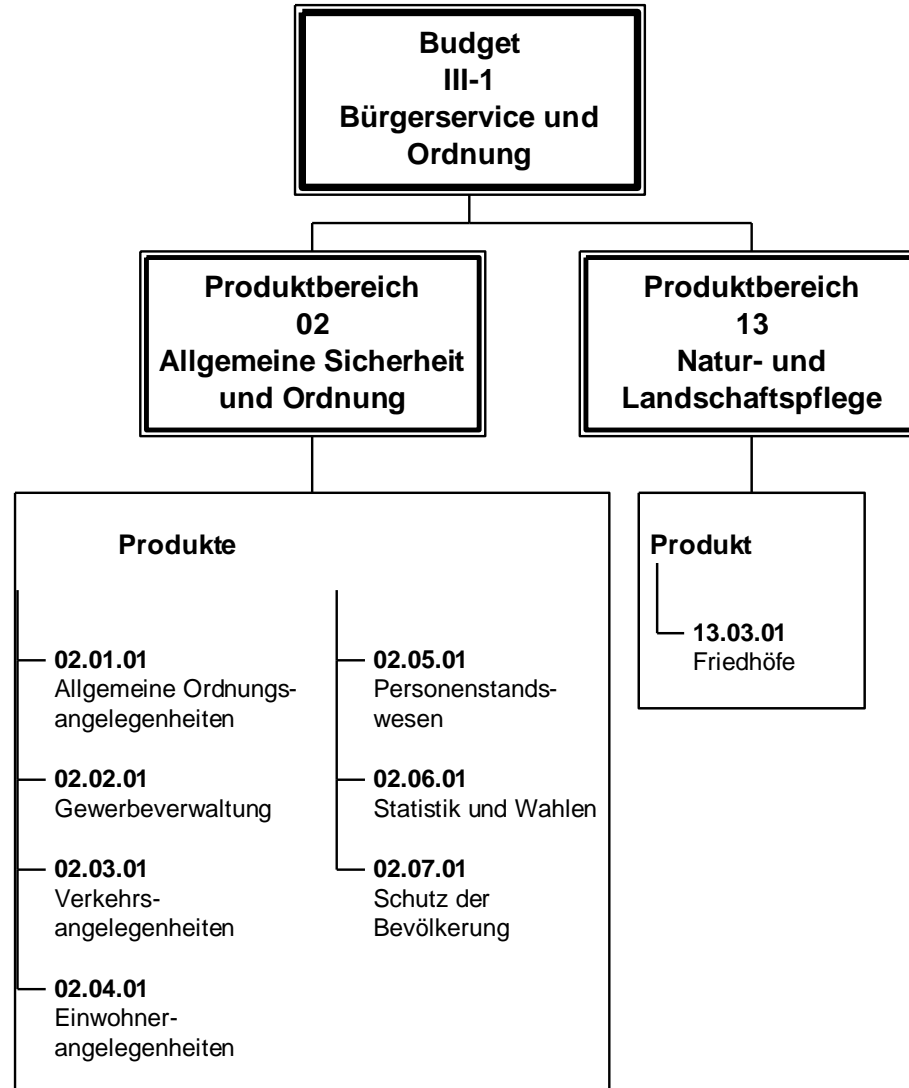 Budget
III-1
Bürgerservice und
Ordnung
Produktbereich
02
Allgemeine Sicherheit
und Ordnung
Produktbereich
13
Natur- und
Landschaftspflege
Produkte
02.01.01
Allgemeine Ordnungs-
angelegenheiten
02.02.01
Gewerbeverwaltung
02.03.01
Verkehrs-
angelegenheiten
02.04.01
Einwohner-
angelegenheiten
02.05.01
Personenstands-
wesen
02.06.01
Statistik und Wahlen
02.07.01
Schutz der
Bevölkerung
Produkt
13.03.01
Friedhöfe